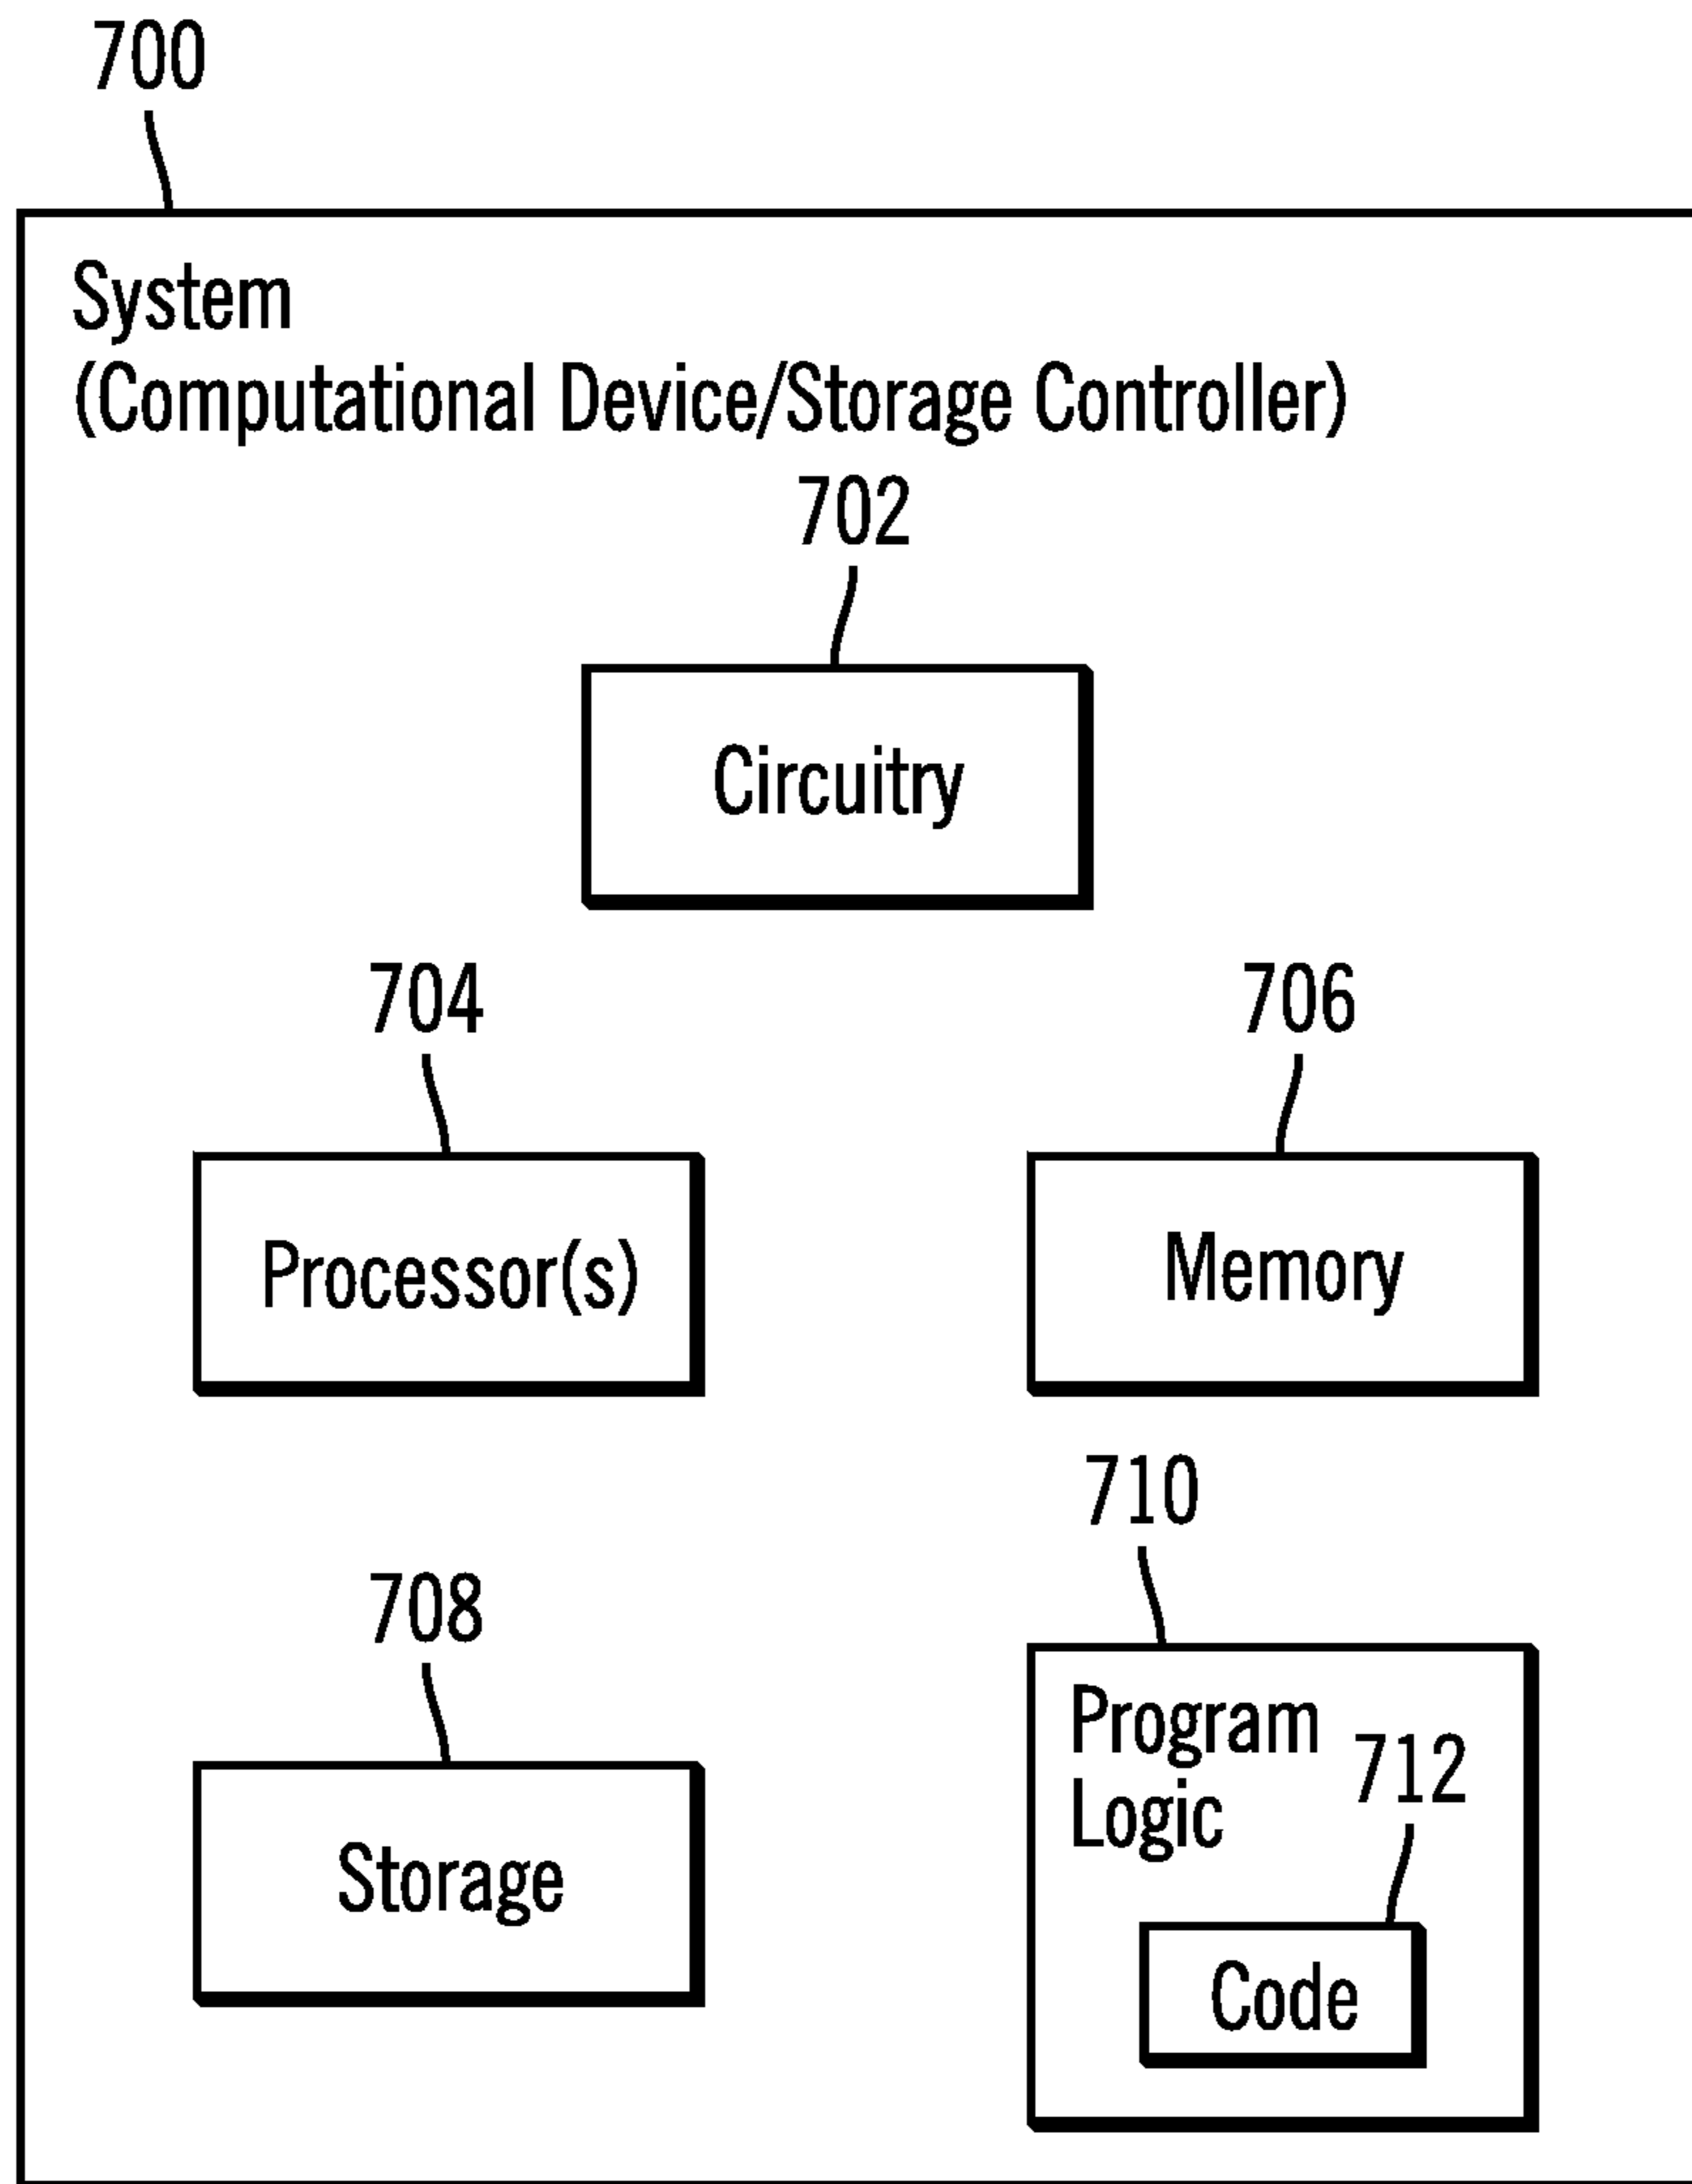 700
System
(Computational Device/Storage Controller)
702
Circuitry
704
706
Processor(s)
Memory
710
708
Program
Logic
712
Storage
Code